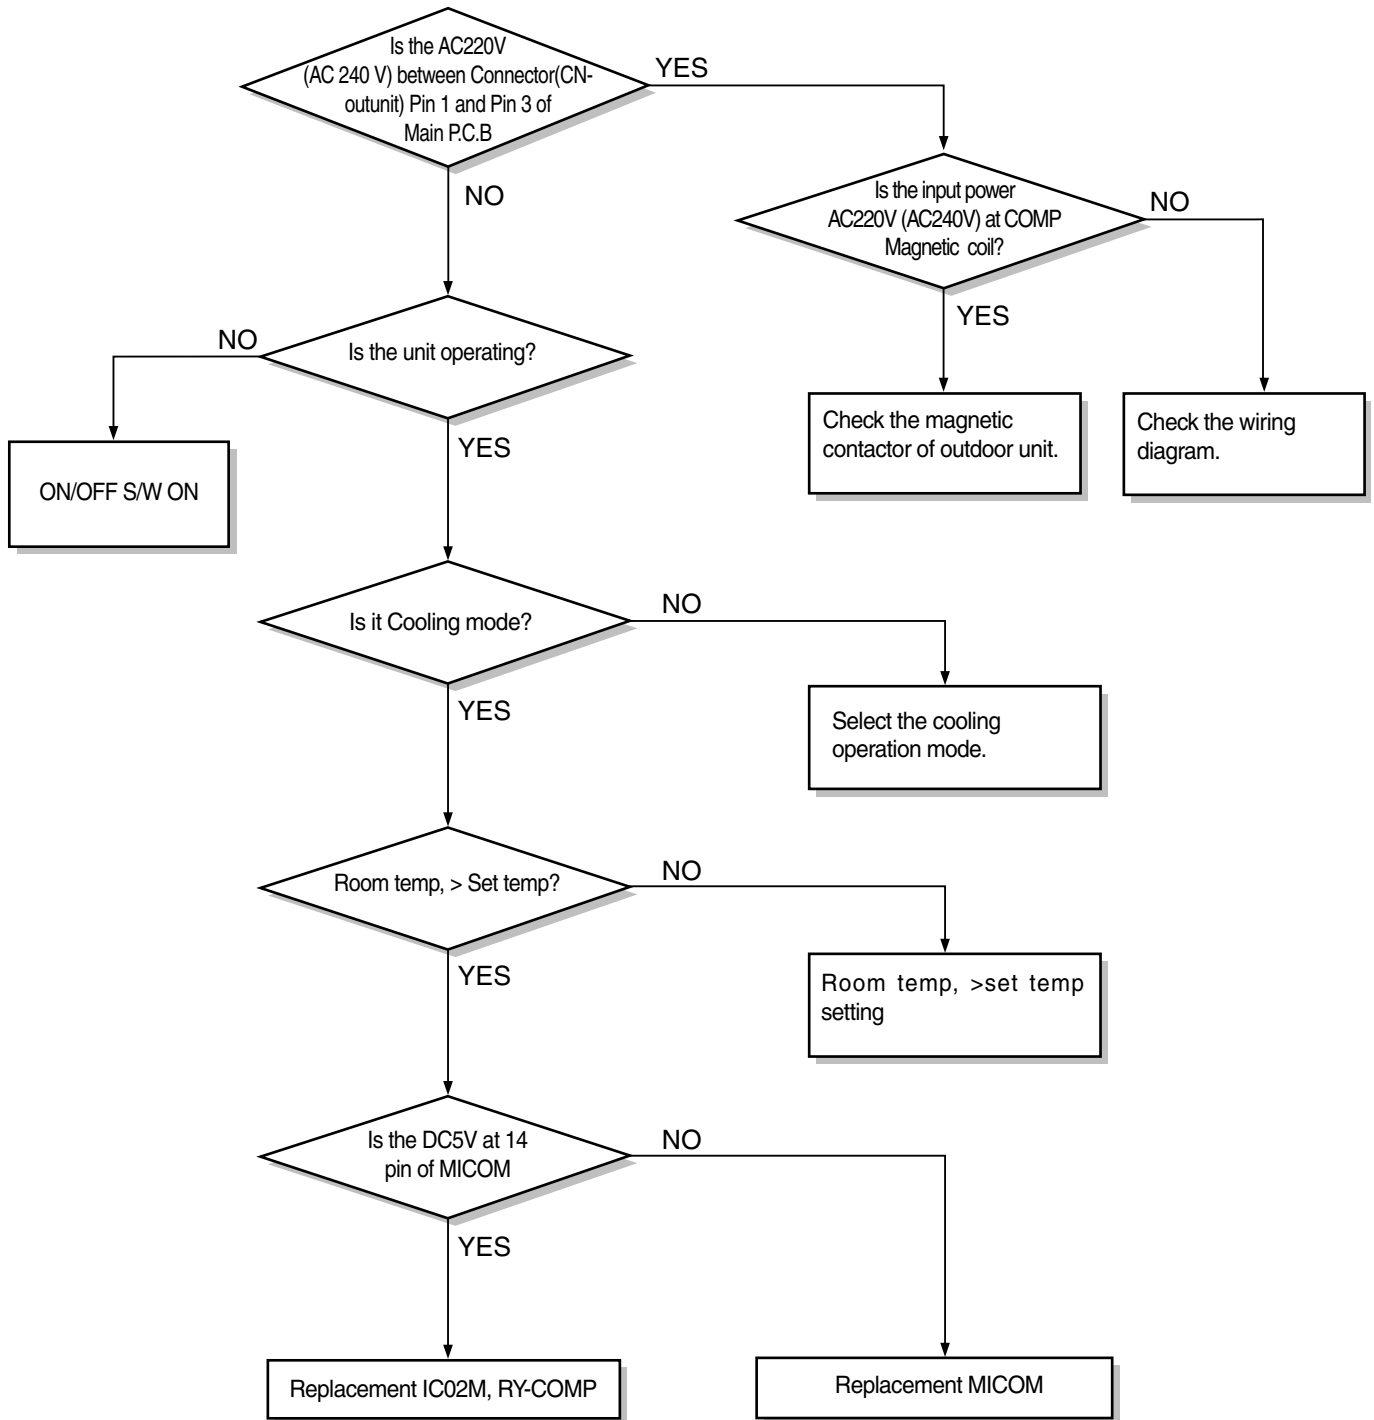 Is the AC220V
(AC 240 V) between Connector(CN-
outunit) Pin 1 and Pin 3 of
Main P.C.B
YES
NO
Is the input power
AC220V (AC240V) at COMP
Magnetic coil?
NO
YES
Check the magnetic
contactor of outdoor unit.
Check the wiring
diagram.
Is the unit operating?
NO
YES
ON/OFF S/W ON
Is it Cooling mode?
NO
YES
Select the cooling
operation mode.
Room temp, > Set temp?
NO
YES
Room temp, >set temp
setting
Is the DC5V at 14
pin of MICOM
NO
YES
Replacement IC02M, RY-COMP
Replacement MICOM